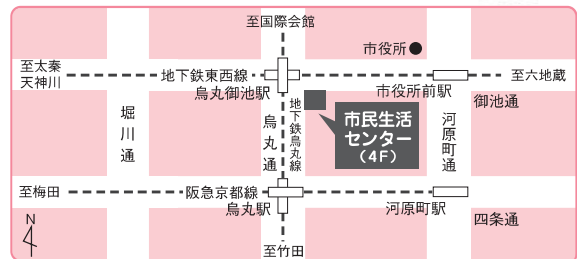 至国際会館
市役所
至太秦
天神川
地下鉄東西線
至六地蔵
烏丸御池駅
市役所前駅
御池通
堀川通
烏丸通
地下鉄烏丸線
市民生活
センター
(4F)
河原町通
至梅田
阪急京都線
烏丸駅
河原町駅
四条通
N
至竹田